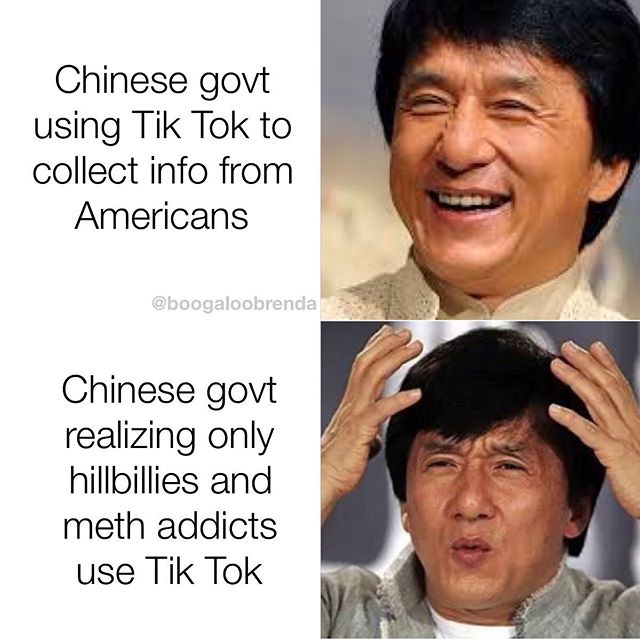 Chinese govt
using Tik Tok to
collect info from
Americans
@boogaloobrenda
Chinese govt
realizing only
hillbillies and
meth addicts
use Tik Tok